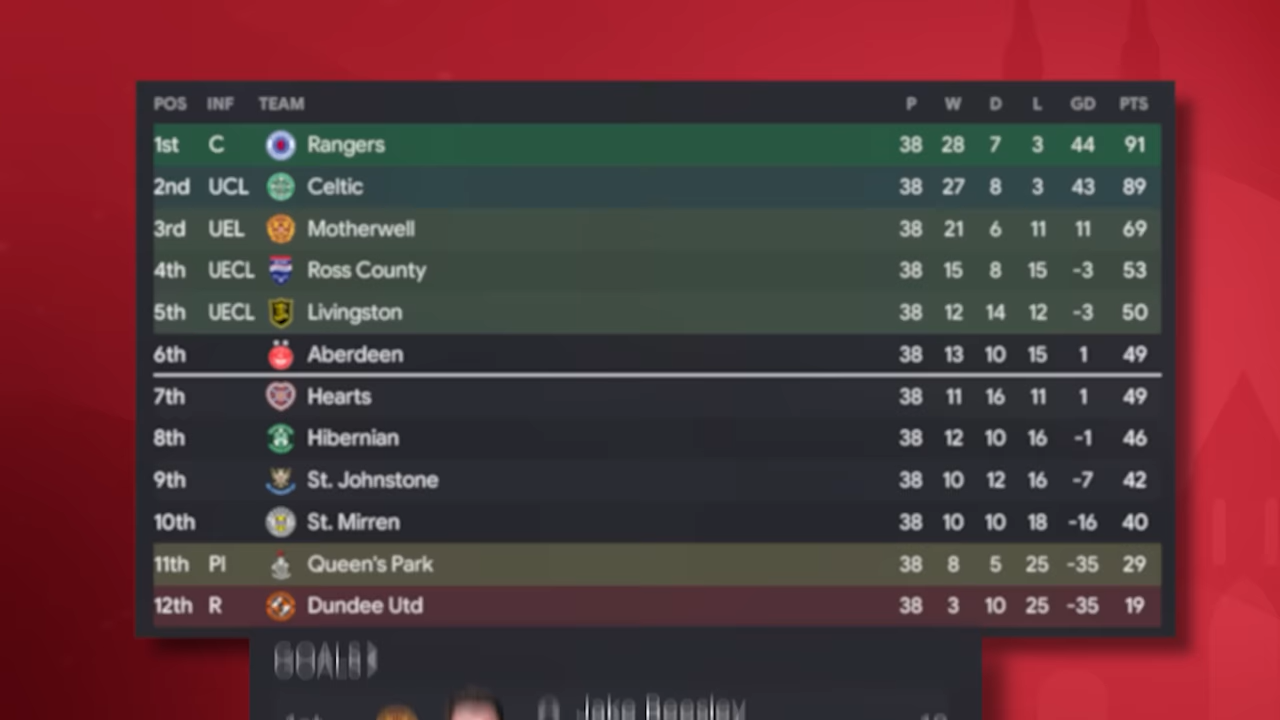 POS INF TEAM P W D L GD PTS
1st C Rangers 38 28 7 3 44 91
2nd UCL Celtic 38 27 8 3 43 89
3rd UEL Motherwell 38 21 6 11 11 69
4th UECL Ross County 38 15 8 15 -3 53
5th UECL Livingston 38 12 14 12 -3 50
6th Aberdeen 38 13 10 15 1 49
7th Hearts 38 11 16 11 1 49
8th Hibernian 38 12 10 16 -1 46
9th St. Johnstone 38 10 12 16 -7 42
10th St. Mirren 38 10 10 18 -16 40
11th Pl Queen's Park 38 8 5 25 -35 29
12th R Dundee Utd 38 3 10 25 -35 19
GOALS
Jake Beesley